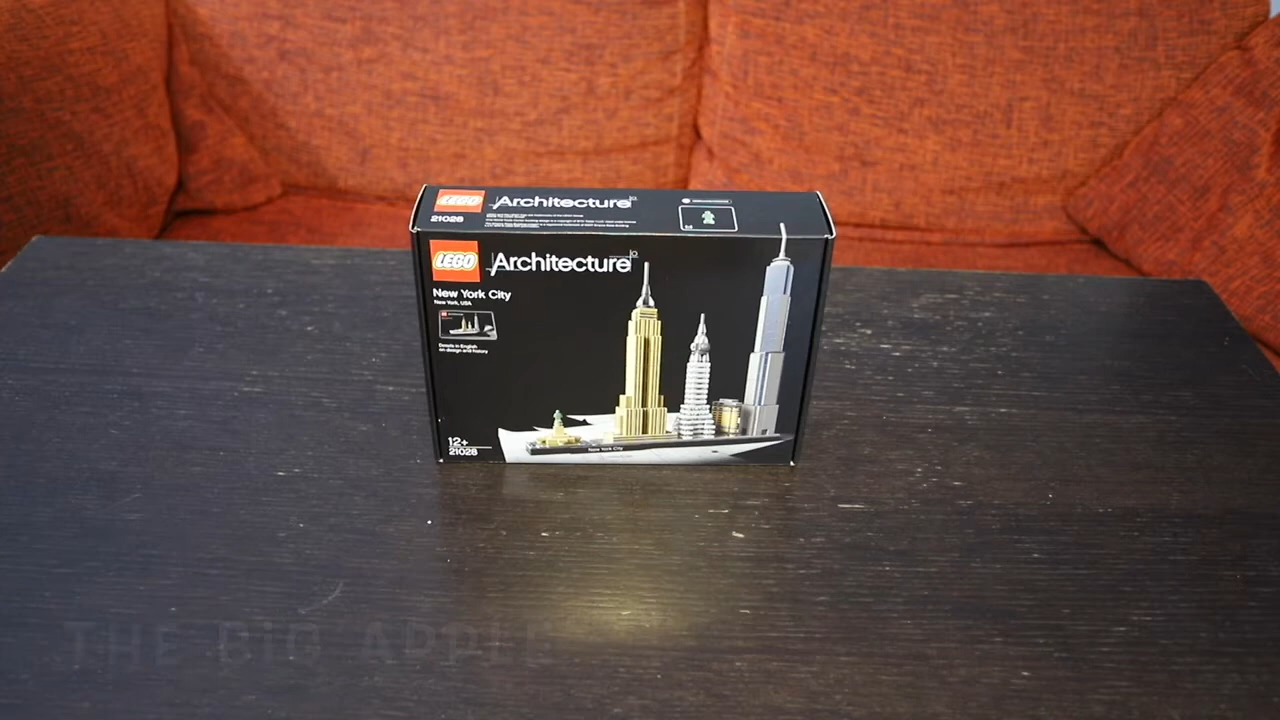 LEGO Architecture
21028
LEGO Architecture
New York City
New York, USA
Details in English
on design and history
12+
21028
New York City
THE BIG APPLE